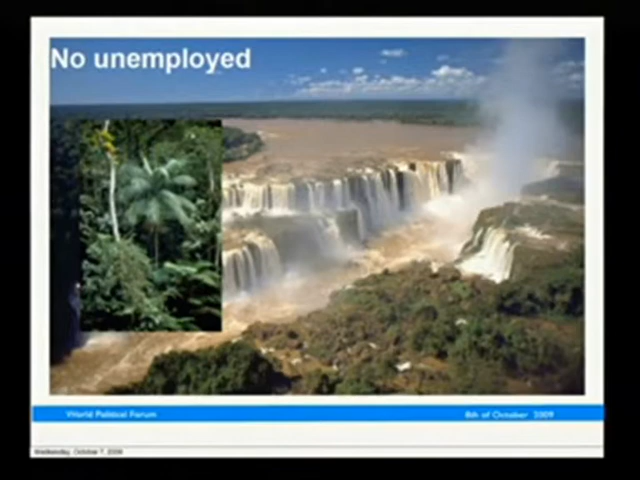 No unemployed
World Political Forum
8th of October 2009
Wednesday, October 7, 2009